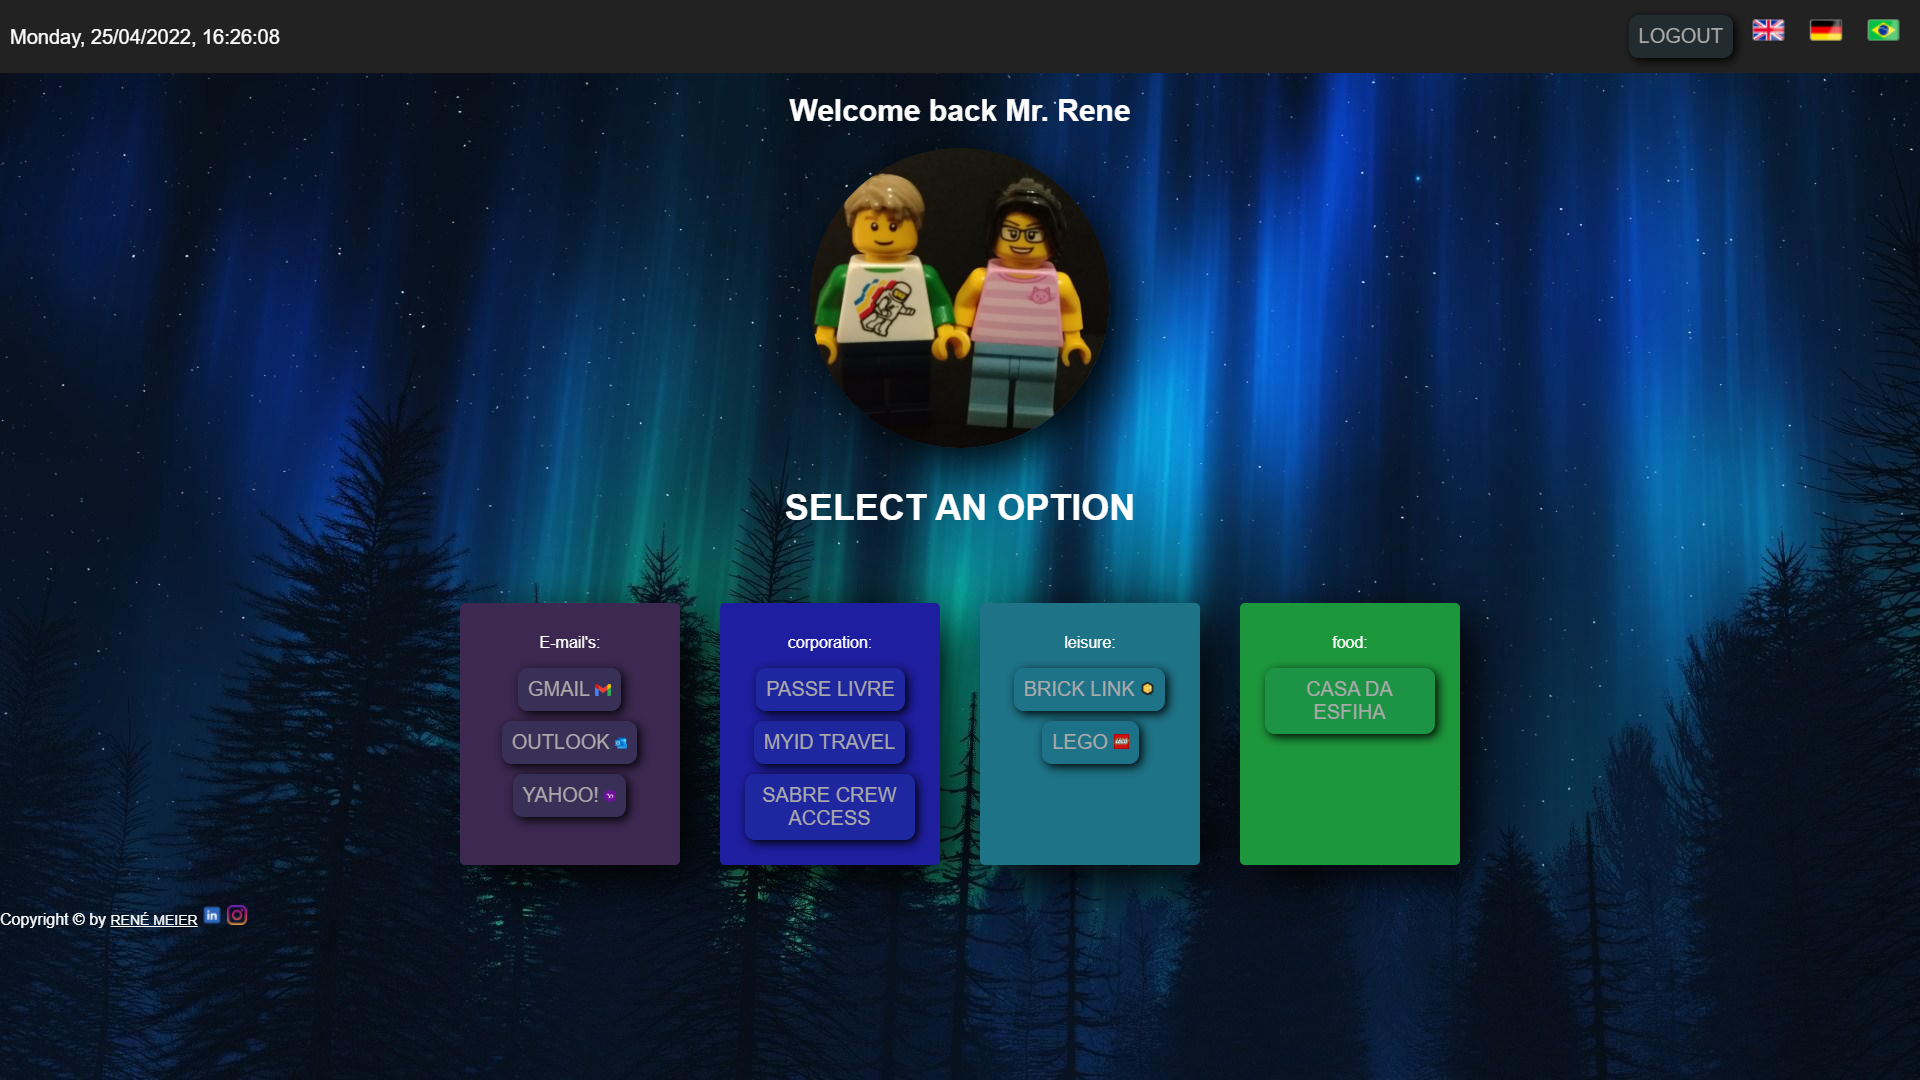 Monday, 25/04/2022, 16:26:08
LOGOUT
Welcome back Mr. Rene
SELECT AN OPTION
E-mail's:
GMAIL
OUTLOOK
YAHOO!
corporation:
PASSE LIVRE
MYID TRAVEL
SABRE CREW
ACCESS
leisure:
BRICK LINK
LEGO
food:
CASA DA
ESFIHA
Copyright © by RENÉ MEIER in